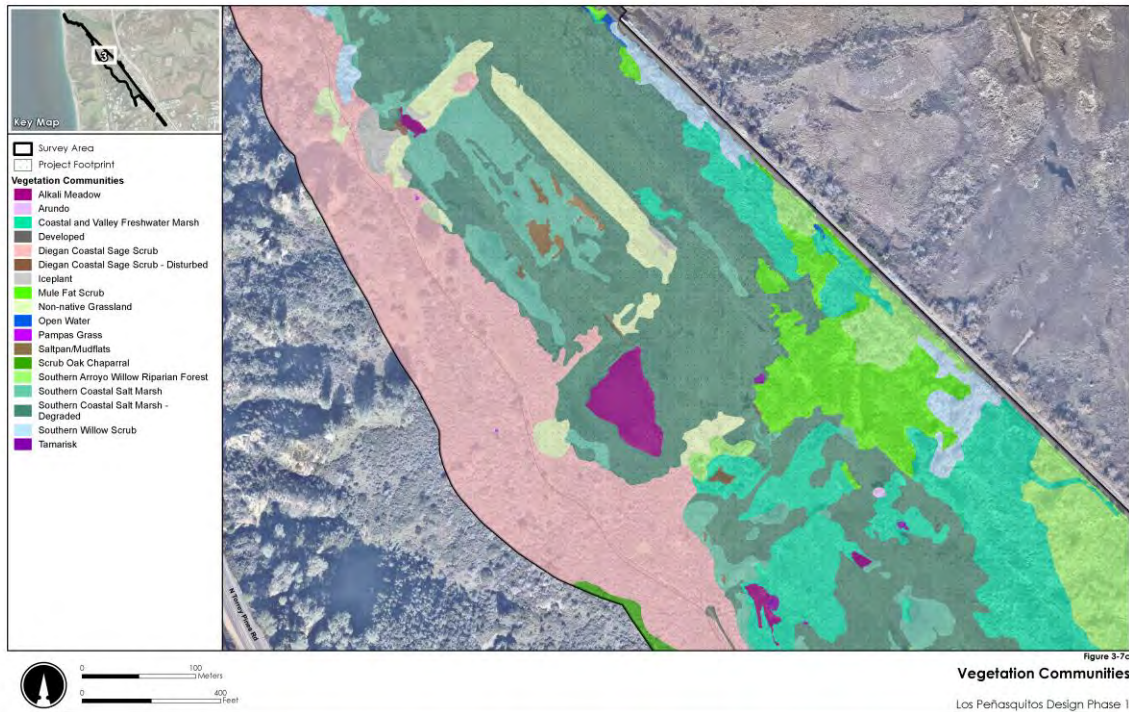 3
Key Map
Survey Area
Project Footprint
Vegetation Communities
Alkali Meadow
Arundo
Coastal and Valley Freshwater Marsh
Developed
Diegan Coastal Sage Scrub
Diegan Coastal Sage Scrub - Disturbed
Iceplant
Mule Fat Scrub
Non-native Grassland
Open Water
Pampas Grass
Saltpan/Mudflats
Scrub Oak Chaparral
Southern Arroyo Willow Riparian Forest
Southern Coastal Salt Marsh
Southern Coastal Salt Marsh -
Degraded
Southern Willow Scrub
Tamarisk
N Torrey Pines Rd
0 100
Meters
0 400
Feet
Figure 3-7c
Vegetation Communities
Los Peñasquitos Design Phase 1